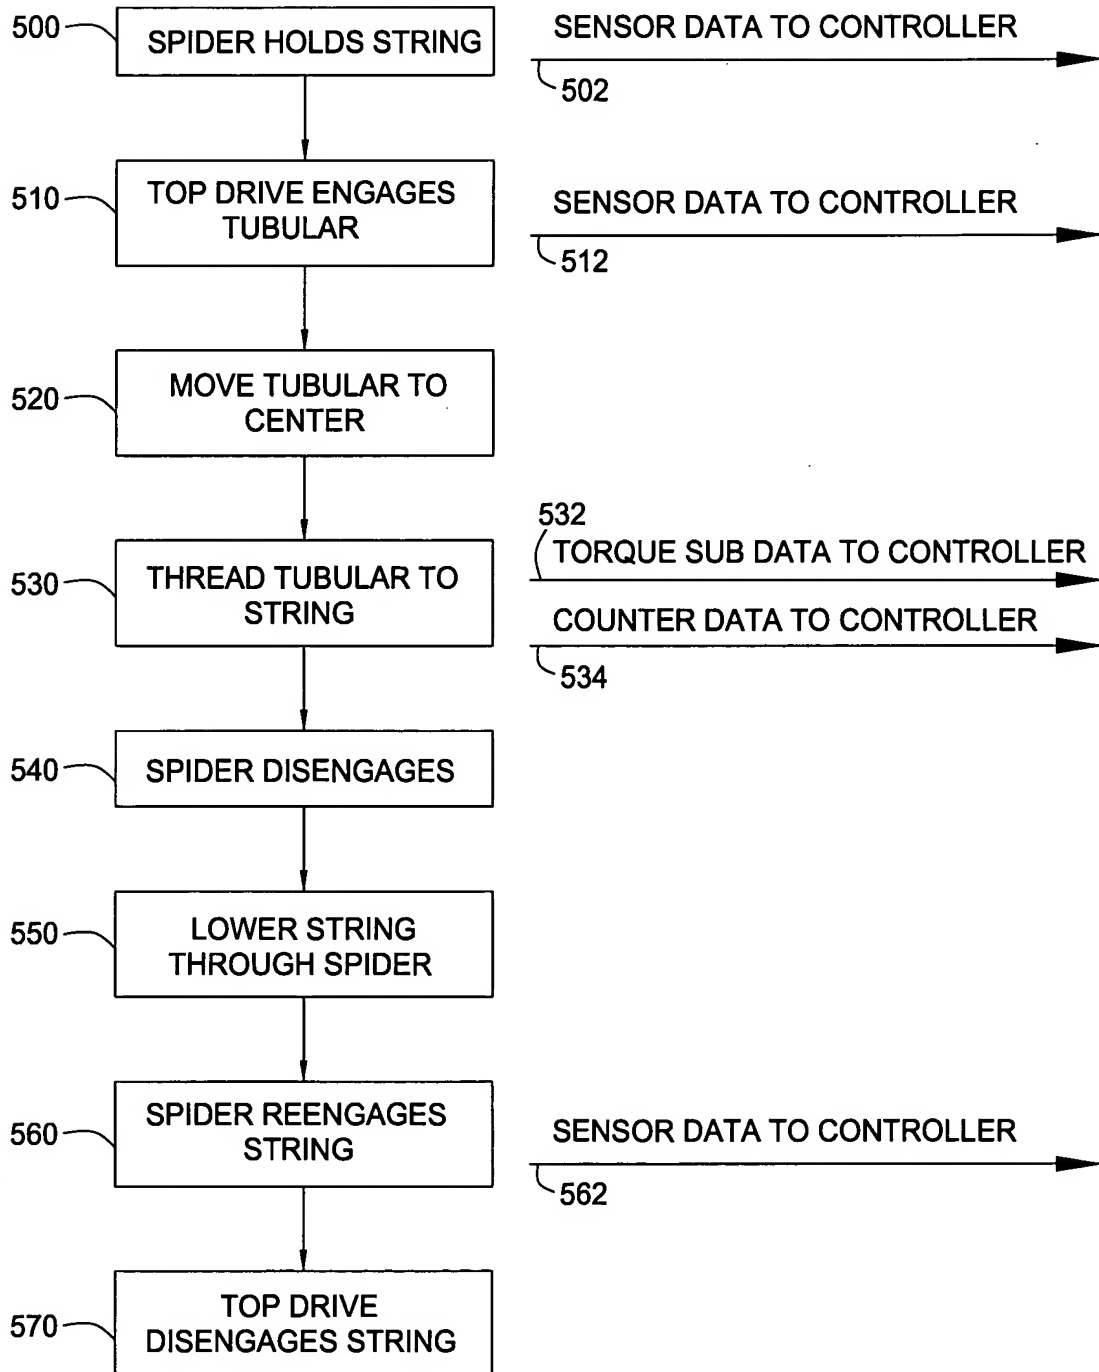 500
SPIDER HOLDS STRING
SENSOR DATA TO CONTROLLER
502
510
TOP DRIVE ENGAGES
TUBULAR
SENSOR DATA TO CONTROLLER
512
520
MOVE TUBULAR TO
CENTER
530
THREAD TUBULAR TO
STRING
532
TORQUE SUB DATA TO CONTROLLER
COUNTER DATA TO CONTROLLER
534
540
SPIDER DISENGAGES
550
LOWER STRING
THROUGH SPIDER
560
SPIDER REENGAGES
STRING
SENSOR DATA TO CONTROLLER
562
570
TOP DRIVE
DISENGAGES STRING